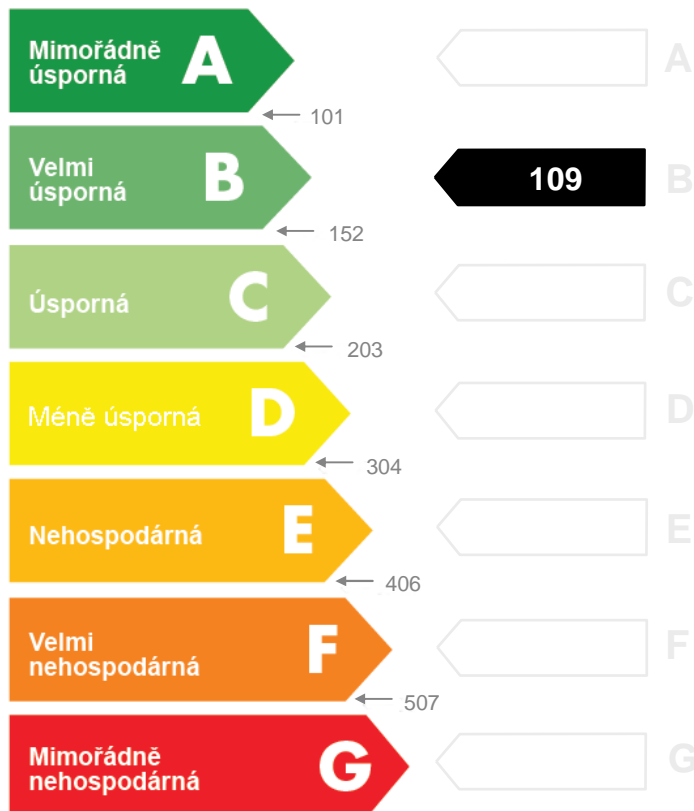 Mimořádně
úsporná
A
A
101
Velmi
úsporná
B
109
B
152
Úsporná
C
C
203
Méně úsporná
D
D
304
Nehospodárná
E
E
406
Velmi
nehospodárná
F
F
507
Mimořádně
nehospodárná
G
G